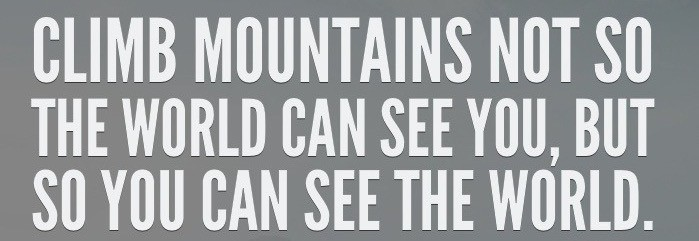 CLIMB MOUNTAINS NOT SO
THE WORLD CAN SEE YOU, BUT
SO YOU CAN SEE THE WORLD.